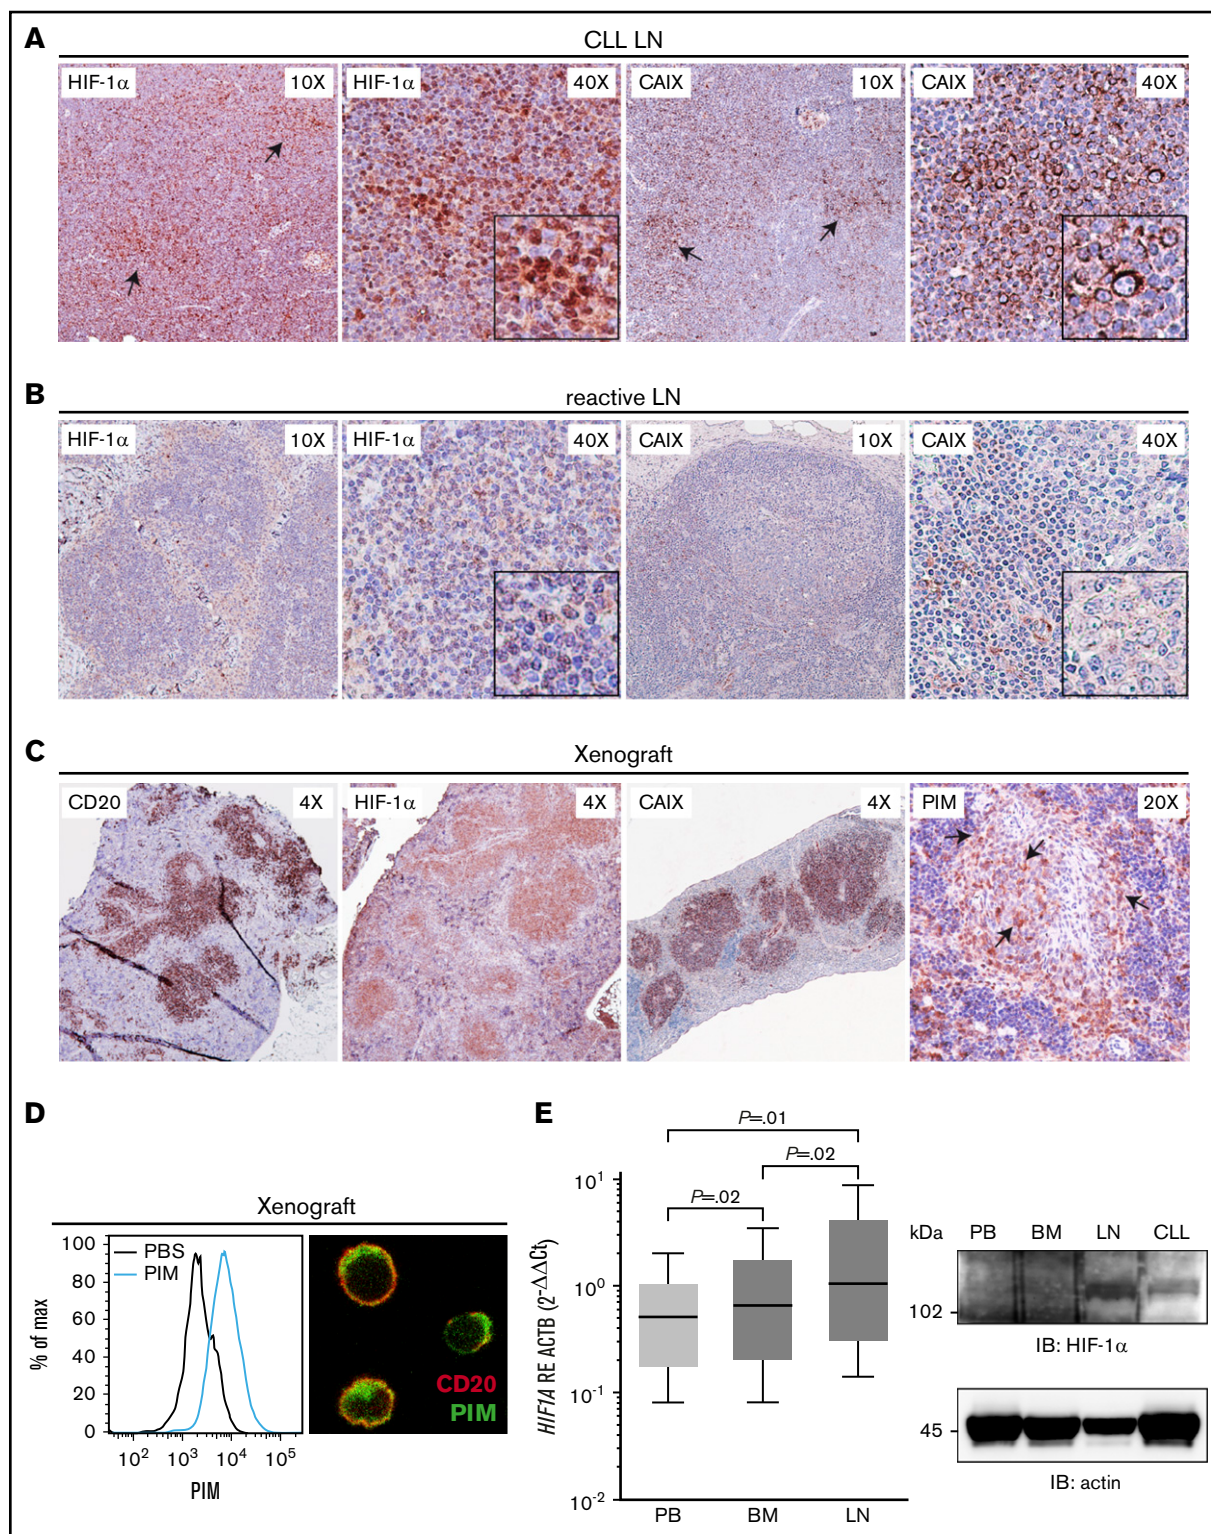 A
CLL LN
HIF-1α 10X HIF-1α 40X CAIX 10X CAIX 40X
B
reactive LN
HIF-1α 10X HIF-1α 40X CAIX 10X CAIX 40X
C
Xenograft
CD20 4X HIF-1α 4X CAIX 4X PIM 20X
D
Xenograft
100
80
60
40
20
0
% of max
PBS
PIM
10² 10³ 10⁴ 10⁵
PIM
CD20
PIM
E
P=.01
P=.02
P=.02
10¹
10⁰
10⁻¹
10⁻²
HIF1A RE ACTB (2⁻ΔΔCt)
PB BM LN
kDa PB BM LN CLL
102
IB: HIF-1α
45
IB: actin